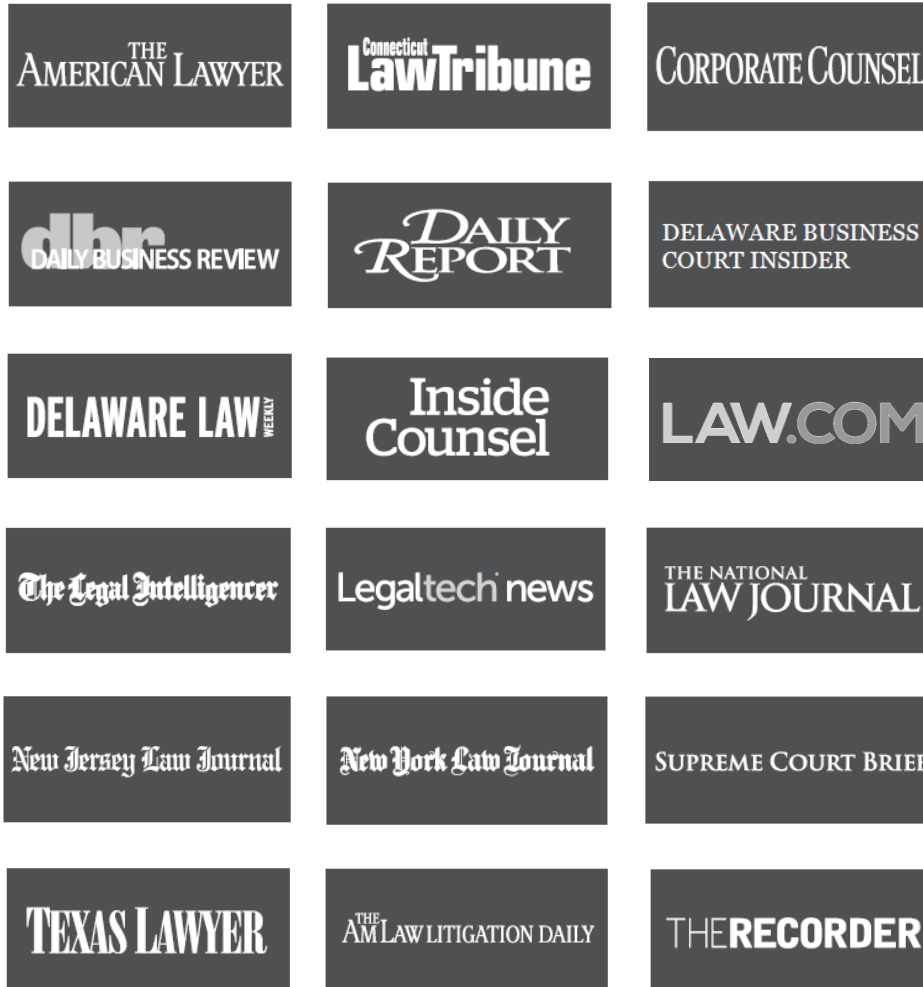 THE
AMERICAN LAWYER
Connecticut
LawTribune
CORPORATE COUNSEL
dbr
DAILY BUSINESS REVIEW
DAILY
REPORT
DELAWARE BUSINESS
COURT INSIDER
DELAWARE LAW
WEEKLY
Inside
Counsel
LAW.COM
The Legal Intelligencer
Legaltech news
THE NATIONAL
LAW JOURNAL
New Jersey Law Journal
New York Law Journal
SUPREME COURT BRIEF
TEXAS LAWYER
THE
AM LAW LITIGATION DAILY
THERECORDER